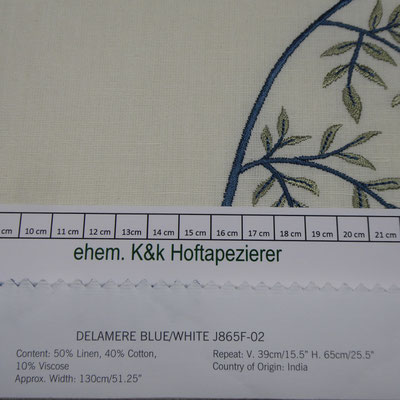 cm 10 cm 11 cm 12 cm 13cm 14 cm 15 cm 16 cm 17 cm 18 cm 19 cm 20 cm 21 cm
ehem. K&k Hoftapezierer
DELAMERE BLUE/WHITE J865F-02
Content: 50% Linen, 40% Cotton,
10% Viscose
Approx. Width: 130cm/51.25"
Repeat: V. 39cm/15.5" H. 65cm/25.5"
Country of Origin: India